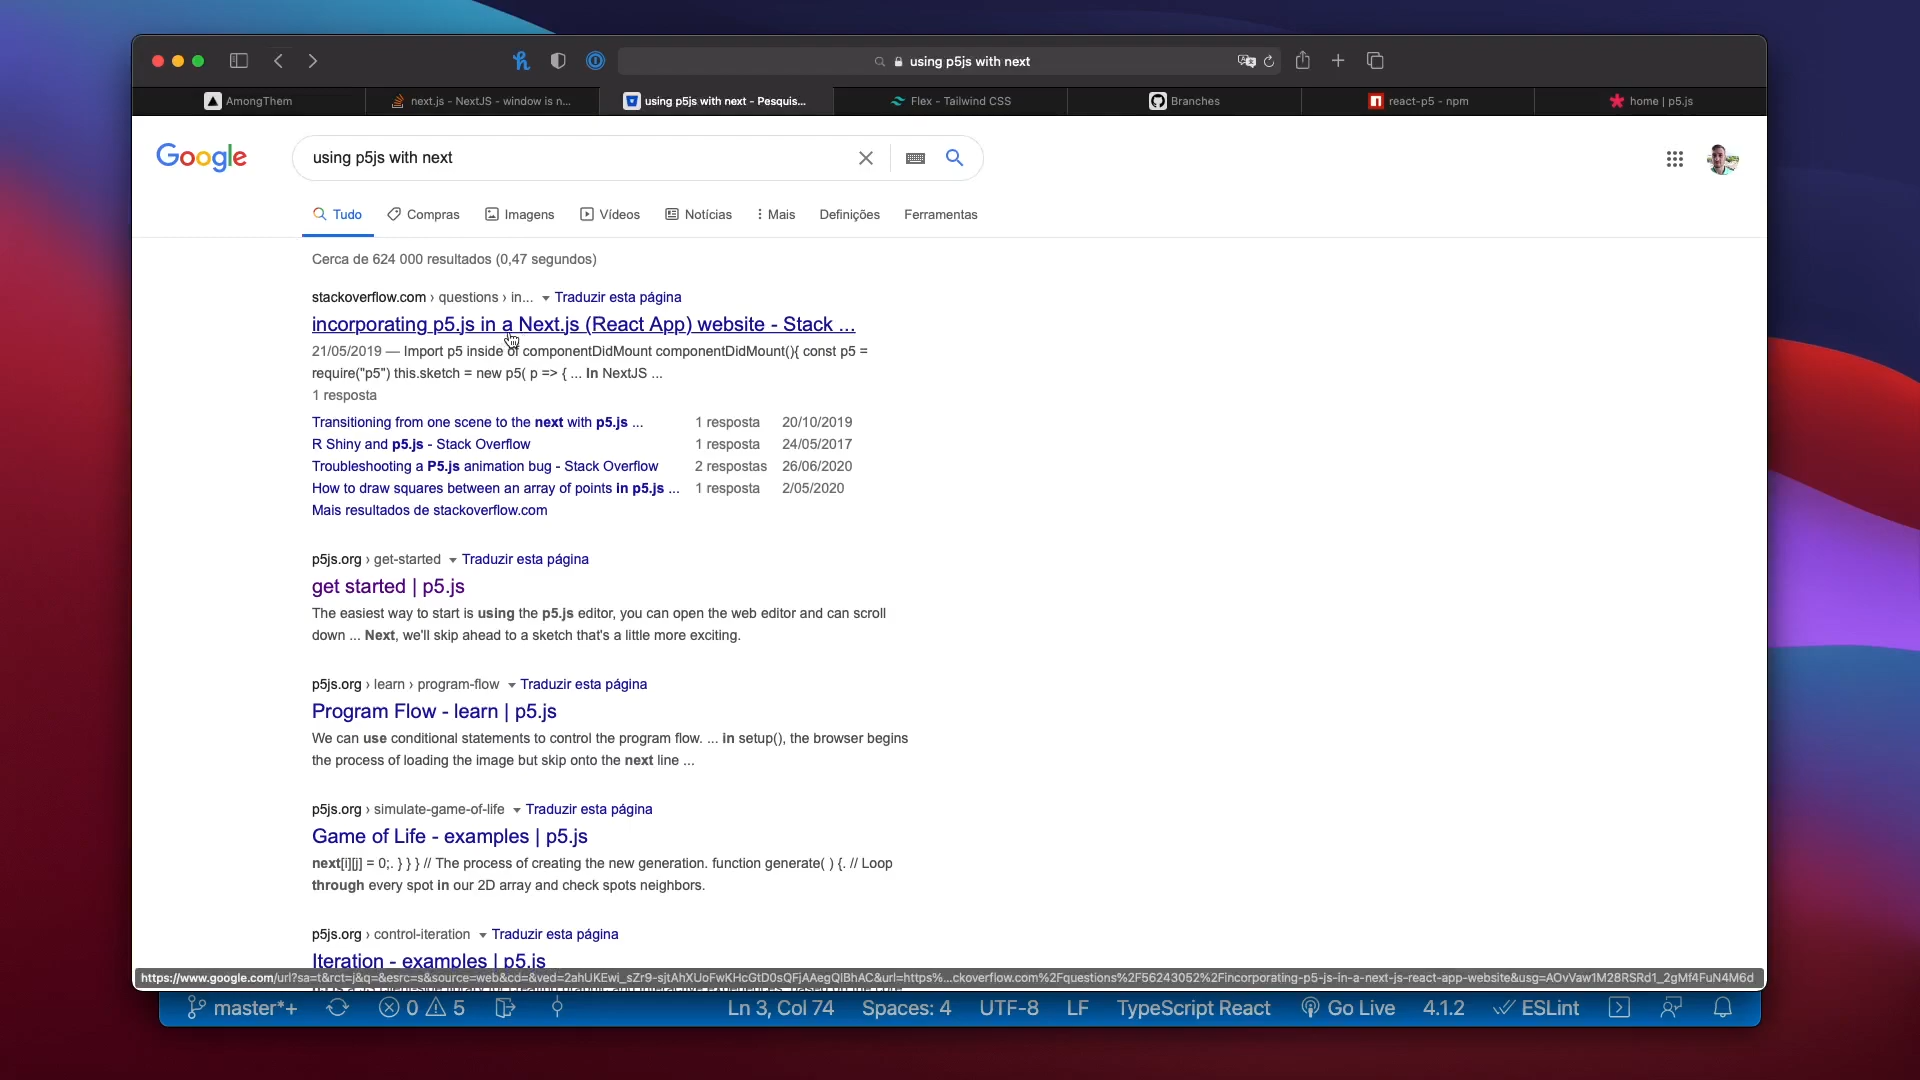 using p5js with next
AmongThem
next.js - NextJS - window is n...
using p5js with next - Pesquis...
Flex - Tailwind CSS
Branches
react-p5 - npm
home | p5.js
Google
using p5js with next
Tudo
Compras
Imagens
Vídeos
Notícias
Mais
Definições
Ferramentas
Cerca de 624 000 resultados (0,47 segundos)
stackoverflow.com › questions › in... Traduzir esta página
incorporating p5.js in a Next.js (React App) website - Stack ...
21/05/2019 — Import p5 inside of componentDidMount componentDidMount(){ const p5 =
require("p5") this.sketch = new p5( p => { ... In NextJS ...
1 resposta
Transitioning from one scene to the next with p5.js ... 1 resposta 20/10/2019
R Shiny and p5.js - Stack Overflow 1 resposta 24/05/2017
Troubleshooting a P5.js animation bug - Stack Overflow 2 respostas 26/06/2020
How to draw squares between an array of points in p5.js ... 1 resposta 2/05/2020
Mais resultados de stackoverflow.com
p5js.org › get-started Traduzir esta página
get started | p5.js
The easiest way to start is using the p5.js editor, you can open the web editor and can scroll
down ... Next, we'll skip ahead to a sketch that's a little more exciting.
p5js.org › learn › program-flow Traduzir esta página
Program Flow - learn | p5.js
We can use conditional statements to control the program flow. ... in setup(), the browser begins
the process of loading the image but skip onto the next line ...
p5js.org › simulate-game-of-life Traduzir esta página
Game of Life - examples | p5.js
next[i][j] = 0;. } } } // The process of creating the new generation. function generate( ) {. // Loop
through every spot in our 2D array and check spots neighbors.
p5js.org › control-iteration Traduzir esta página
Iteration - examples | p5.js
https://www.google.com/url?sa=t&rct=j&q=&esrc=s&source=web&cd=&ved=2ahUKEwi_sZr9-sjtAhXUoFwKHcGtD0sQFjAAegQIBhAC&url=https%...ckoverflow.com%2Fquestions%2F56243052%2Fincorporating-p5-js-in-a-next-js-react-app-website&usg=AOvVaw1M28RSRd1_2gMf4FuN4M6d
master*+
0
5
Ln 3, Col 74
Spaces: 4
UTF-8
LF
TypeScript React
Go Live
4.1.2
ESLint